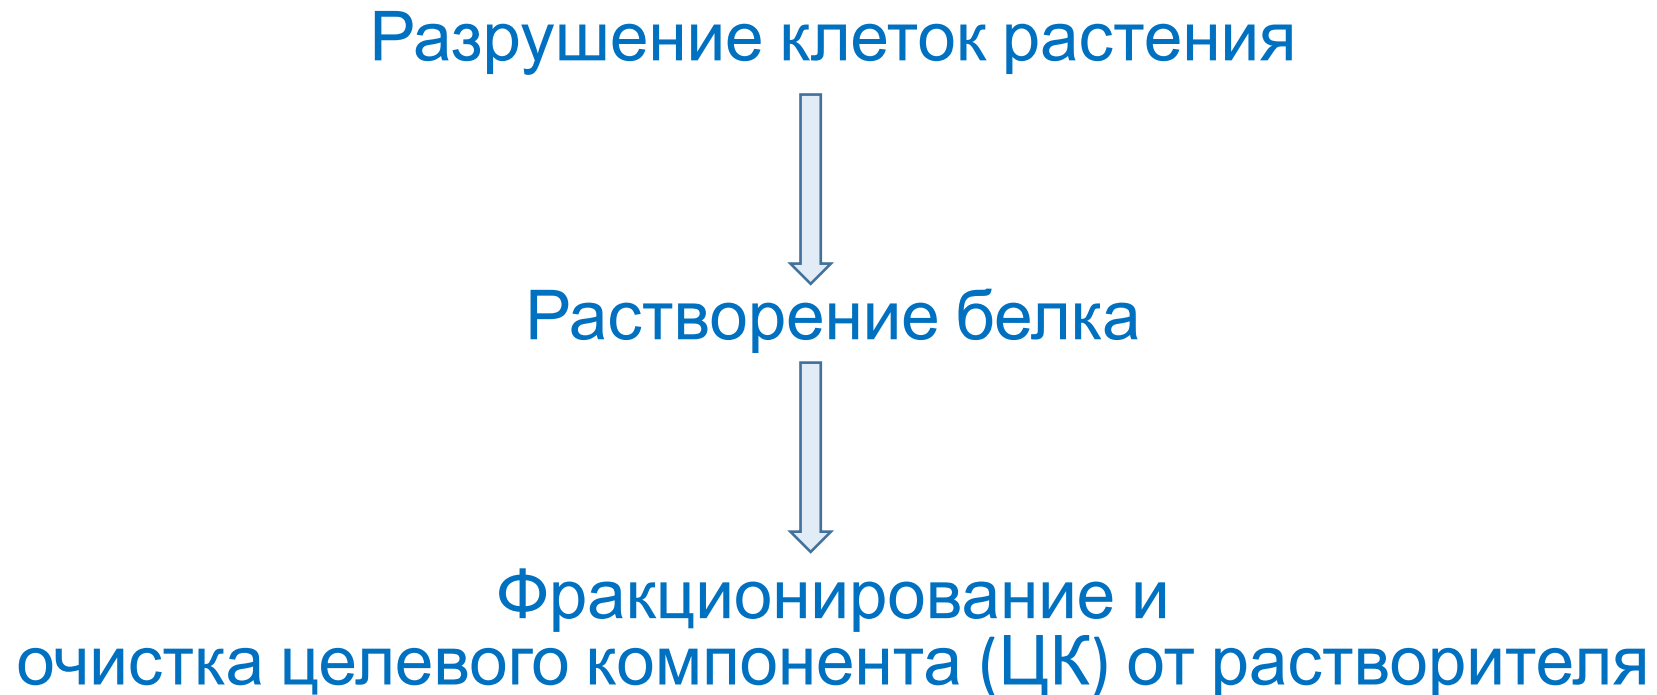 Разрушение клеток растения
Растворение белка
Фракционирование и
очистка целевого компонента (ЦК) от растворителя